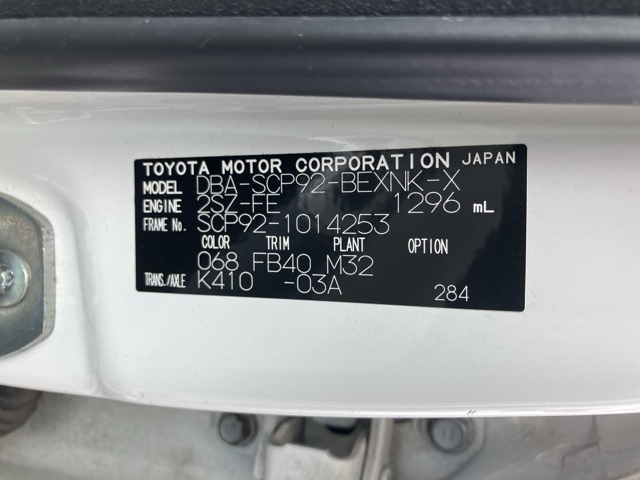 TOYOTA MOTOR CORPORATION JAPAN
MODEL DBA-SCP92-BEXNK-X
ENGINE 2SZ-FE 1296 mL
FRAME No. SCP92-1014253
COLOR TRIM PLANT OPTION
068 FB40 M32
TRANS./AXLE K410 -03A
284